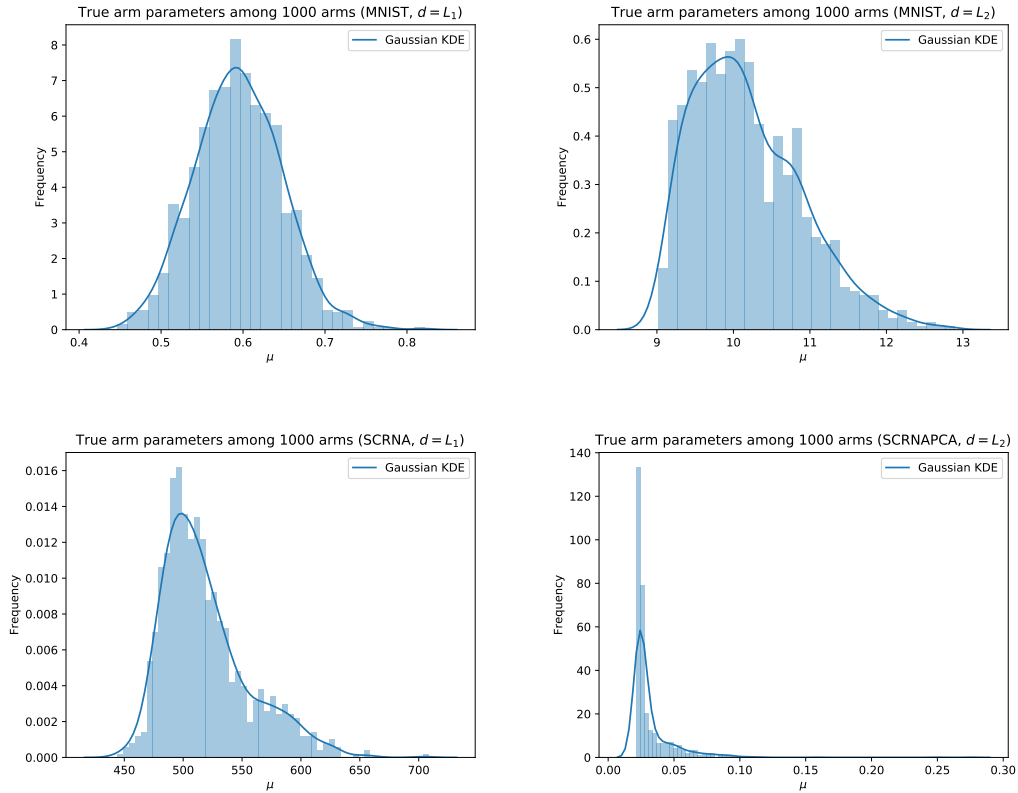 True arm parameters among 1000 arms (MNIST, d = L₁)
Gaussian KDE
Frequency
8
7
6
5
4
3
2
1
0
0.4 0.5 0.6 0.7 0.8
μ
True arm parameters among 1000 arms (MNIST, d = L₂)
Gaussian KDE
Frequency
0.6
0.5
0.4
0.3
0.2
0.1
0.0
9 10 11 12 13
μ
True arm parameters among 1000 arms (SCRNA, d = L₁)
Gaussian KDE
Frequency
0.016
0.014
0.012
0.010
0.008
0.006
0.004
0.002
0.000
450 500 550 600 650 700
μ
True arm parameters among 1000 arms (SCRNAPCA, d = L₂)
Gaussian KDE
Frequency
140
120
100
80
60
40
20
0
0.00 0.05 0.10 0.15 0.20 0.25 0.30
μ